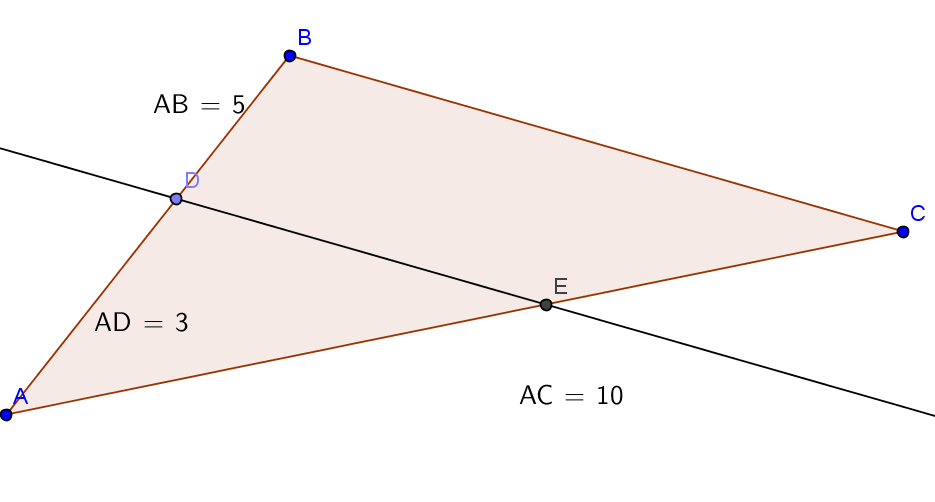 B
AB = 5
D
C
E
AD = 3
A
AC = 10